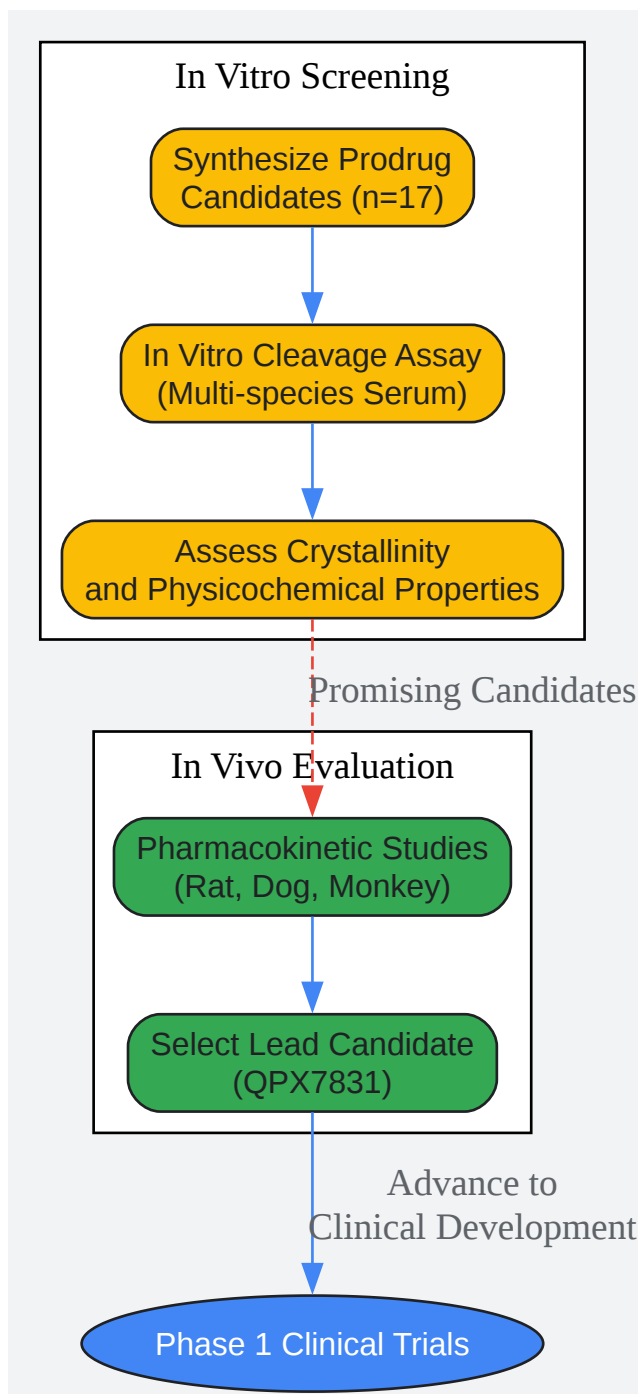 In Vitro Screening
Synthesize Prodrug
Candidates (n=17)
In Vitro Cleavage Assay
(Multi-species Serum)
Assess Crystallinity
and Physicochemical Properties
Promising Candidates
In Vivo Evaluation
Pharmacokinetic Studies
(Rat, Dog, Monkey)
Select Lead Candidate
(QPX7831)
Advance to
Clinical Development
Phase 1 Clinical Trials